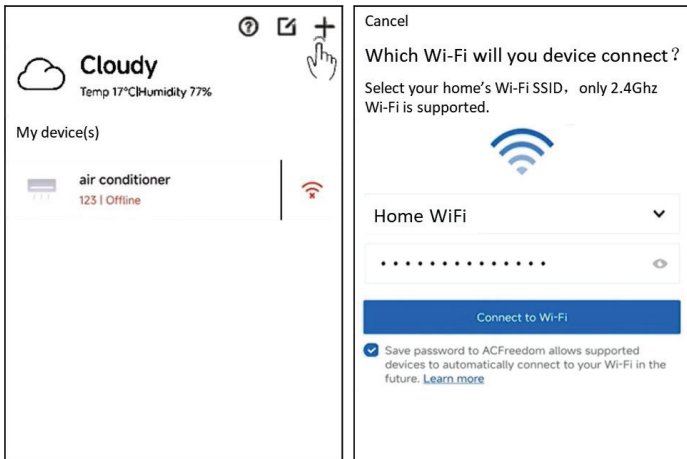 Cloudy
Temp 17°C|Humidity 77%
My device(s)
air conditioner
123 | Offline
Cancel
Which Wi-Fi will you device connect？
Select your home's Wi-Fi SSID，only 2.4Ghz
Wi-Fi is supported.
Home WiFi
Connect to Wi-Fi
Save password to ACFreedom allows supported
devices to automatically connect to your Wi-Fi in the
future. Learn more